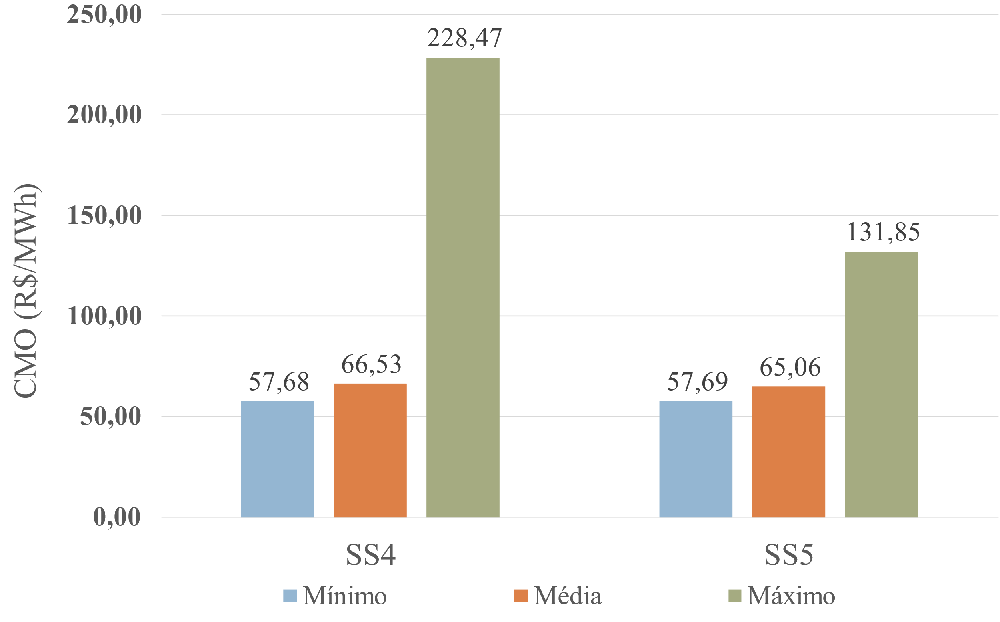 CMO (R$/MWh)
250,00
200,00
150,00
100,00
50,00
0,00
228,47
131,85
66,53
65,06
57,68
57,69
SS4
SS5
Mínimo
Média
Máximo